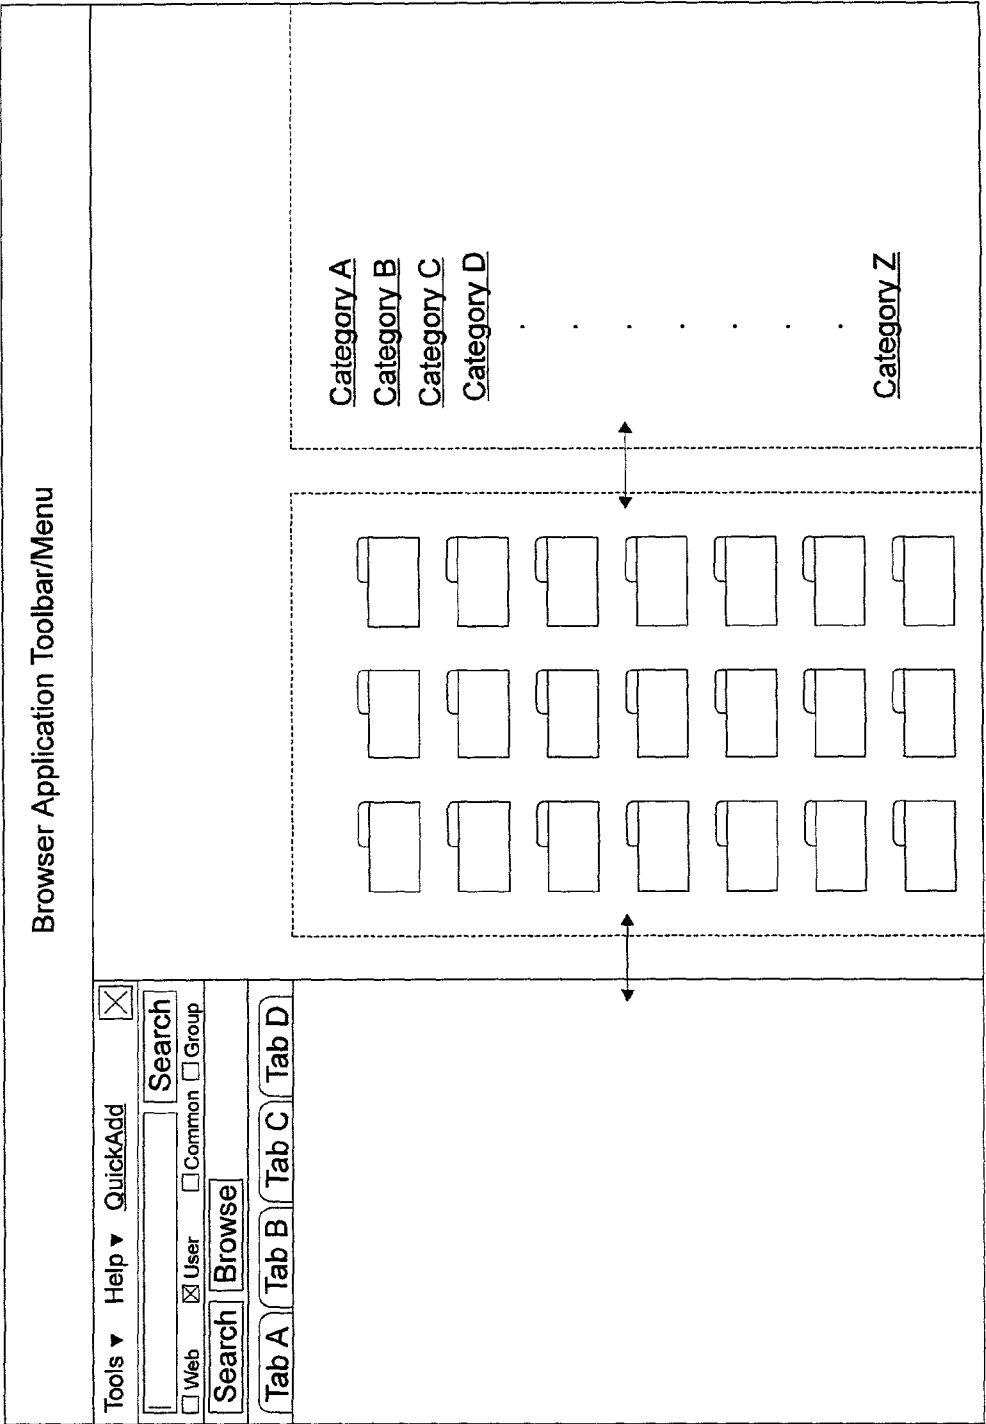 Browser Application Toolbar/Menu
Tools ▼ Help ▼ QuickAdd
Search
Web User Common Group
Search Browse
Tab A Tab B Tab C Tab D
Category A
Category B
Category C
Category D
Category Z